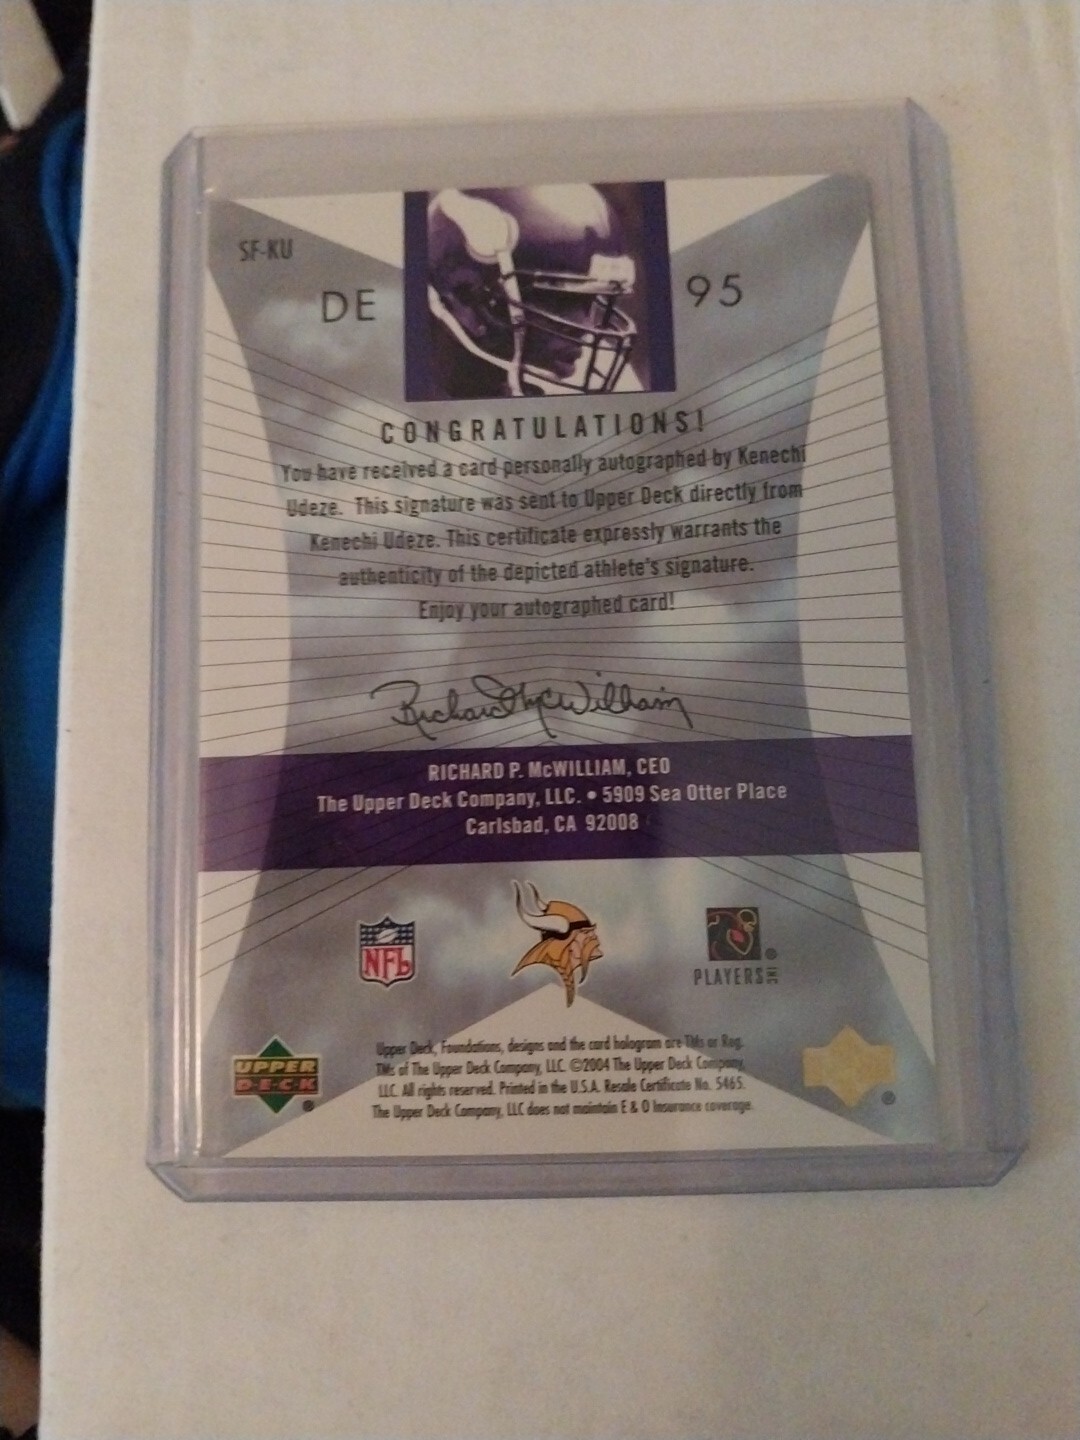 SF-KU
DE 95
CONGRATULATIONS!
You have received a card personally autographed by Kenechi
Udeze. This signature was sent to Upper Deck directly from
Kenechi Udeze. This certificate expressly warrants the
authenticity of the depicted athlete's signature.
Enjoy your autographed card!
Richard McWilliam
RICHARD P. McWILLIAM, CEO
The Upper Deck Company, LLC. • 5909 Sea Otter Place
Carlsbad, CA 92008
NFL
PLAYERS INC
UPPER
DECK
Upper Deck, Foundations, designs and the card hologram are TMs or Reg.
TMs of The Upper Deck Company, LLC. ©2004 The Upper Deck Company,
LLC. All rights reserved. Printed in the U.S.A. Resale Certificate No. 5465.
The Upper Deck Company, LLC does not maintain E & O Insurance coverage.